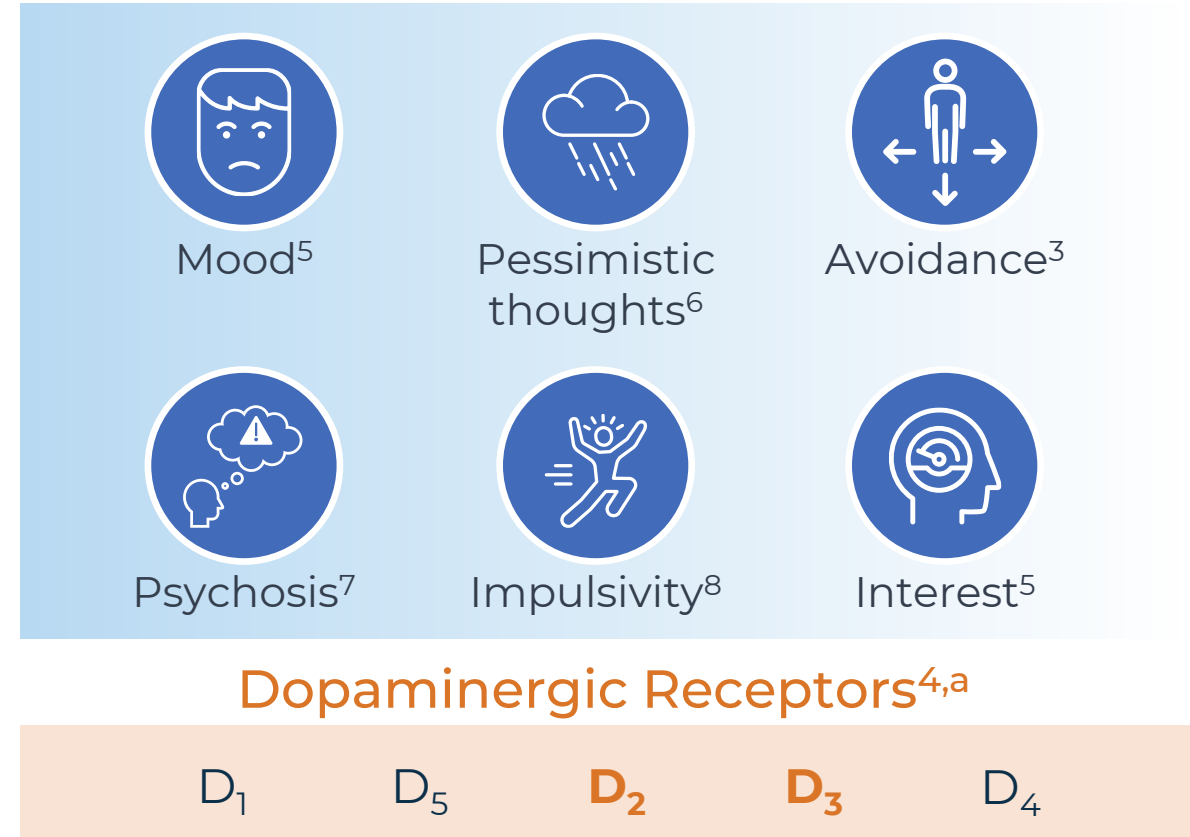 Mood⁵
Pessimistic
thoughts⁶
Avoidance³
Psychosis⁷
Impulsivity⁸
Interest⁵
Dopaminergic Receptors⁴,ᵃ
D₁ D₅ D₂ D₃ D₄